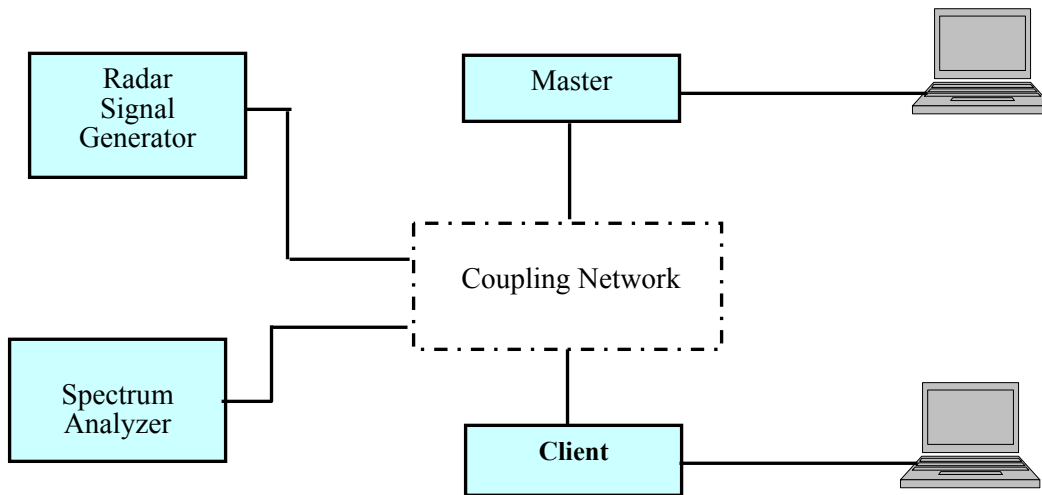 Radar
Signal
Generator
Master
Coupling Network
Spectrum
Analyzer
Client